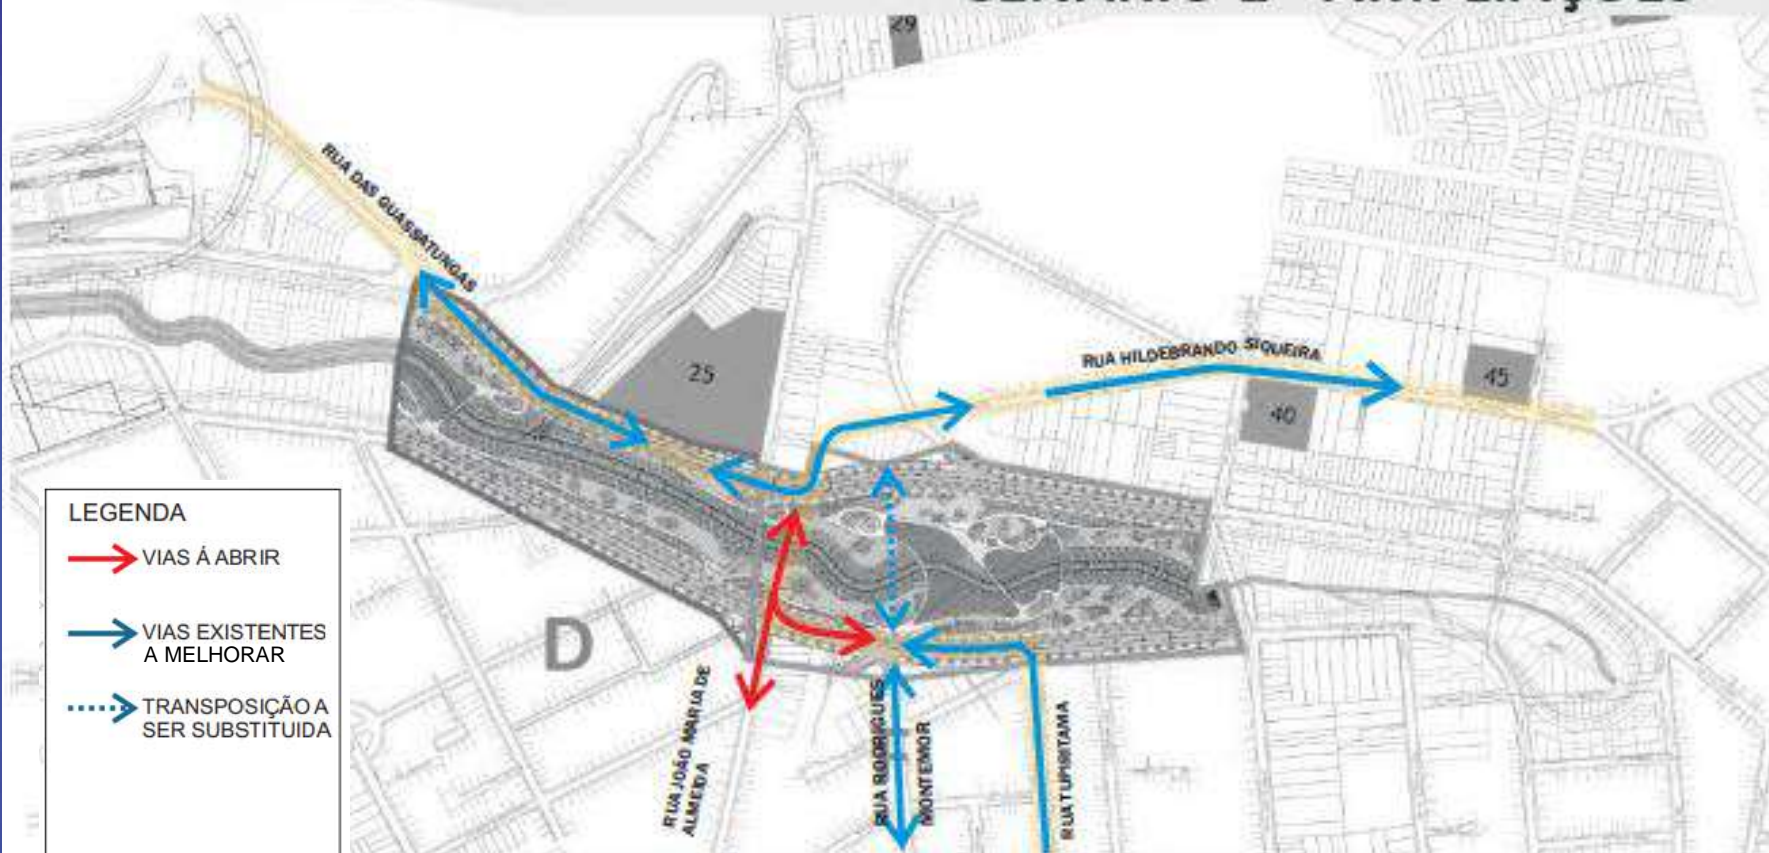 29
RUA DAS GUASSATUNGAS
25
RUA HILDEBRANDO SIQUEIRA
45
40
LEGENDA
VIAS Á ABRIR
VIAS EXISTENTES
A MELHORAR
TRANSPOSIÇÃO A
SER SUBSTITUIDA
D
RUA JOÃO MARIA DE
ALMEIDA
RUA RODRIGUES
MONTEMOR
RUA TUPIRITAMA